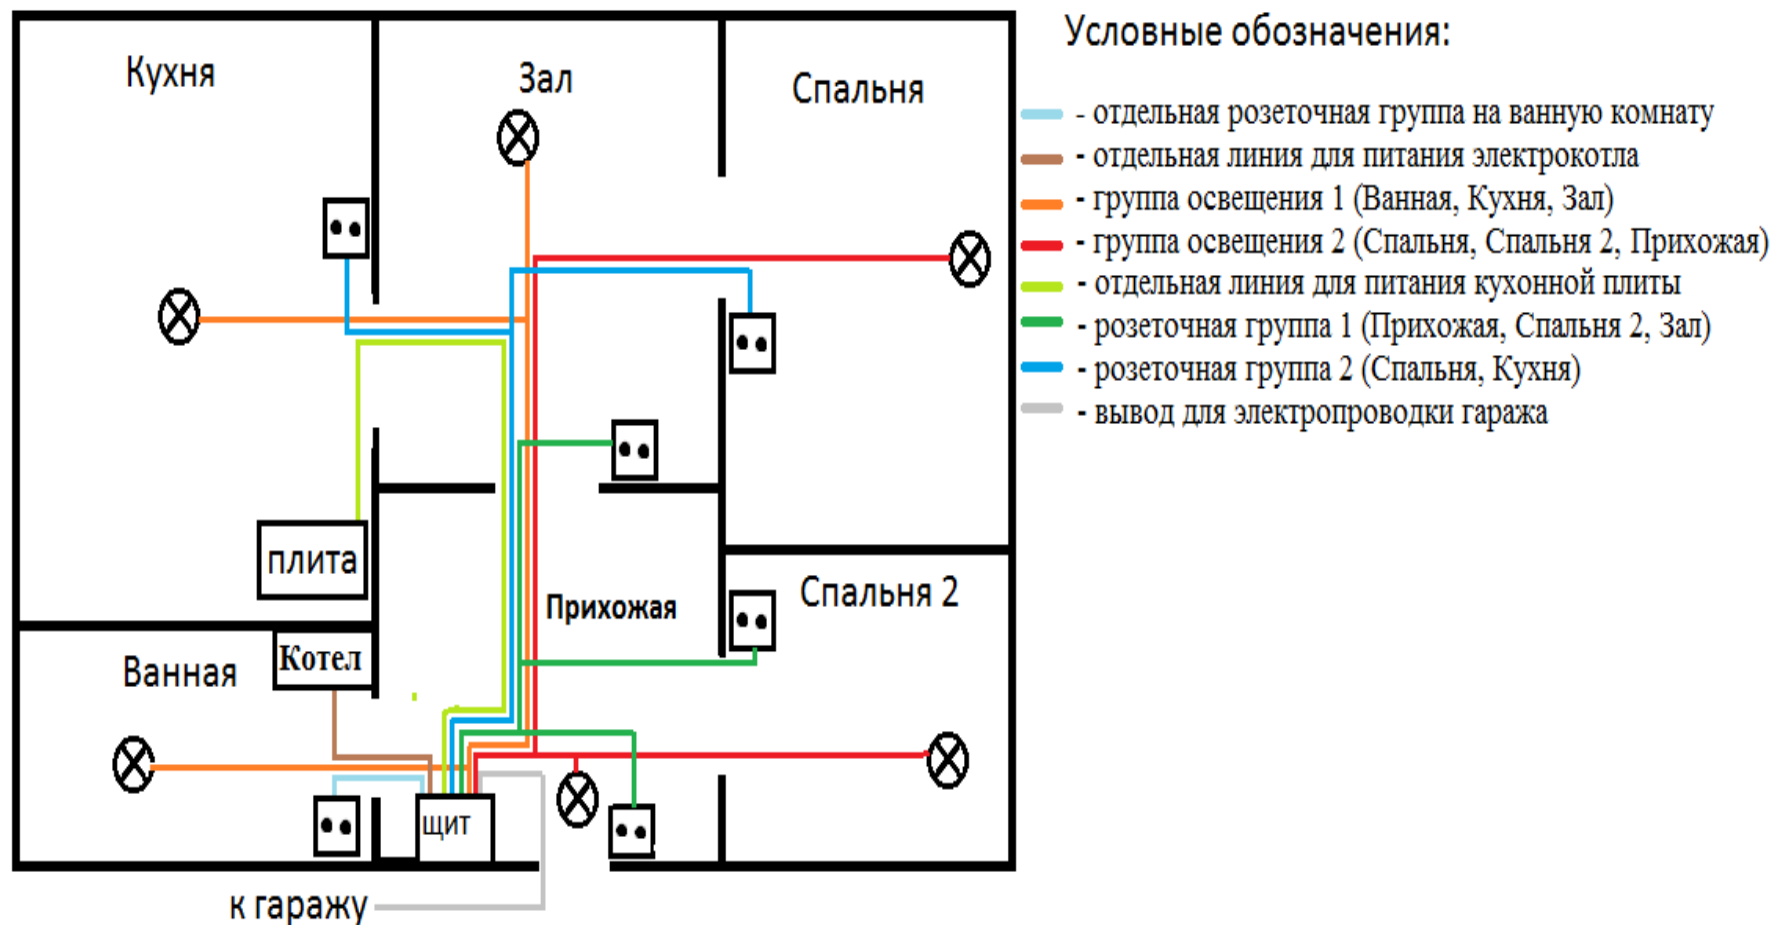 Условные обозначения:
Кухня
Зал
Спальня
- отдельная розеточная группа на ванную комнату
- отдельная линия для питания электрокотла
- группа освещения 1 (Ванная, Кухня, Зал)
- группа освещения 2 (Спальня, Спальня 2, Прихожая)
- отдельная линия для питания кухонной плиты
- розеточная группа 1 (Прихожая, Спальня 2, Зал)
- розеточная группа 2 (Спальня, Кухня)
- вывод для электропроводки гаража
плита
Прихожая
Спальня 2
Котел
Ванная
щит
к гаражу